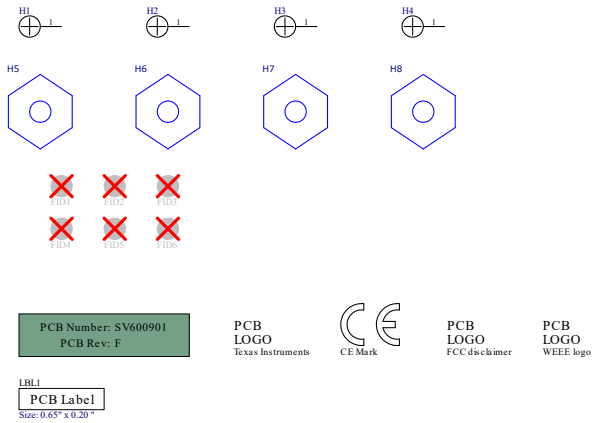 H1
H2
H3
H4
1
1
1
1
H5
H6
H7
H8
FID1
FID2
FID3
FID4
FID5
FID6
PCB Number: SV600901
PCB Rev: F
PCB
LOGO
Texas Instruments
CE
CE Mark
PCB
LOGO
FCC disclaimer
PCB
LOGO
WEEE logo
LBL1
PCB Label
Size: 0.65" x 0.20 "